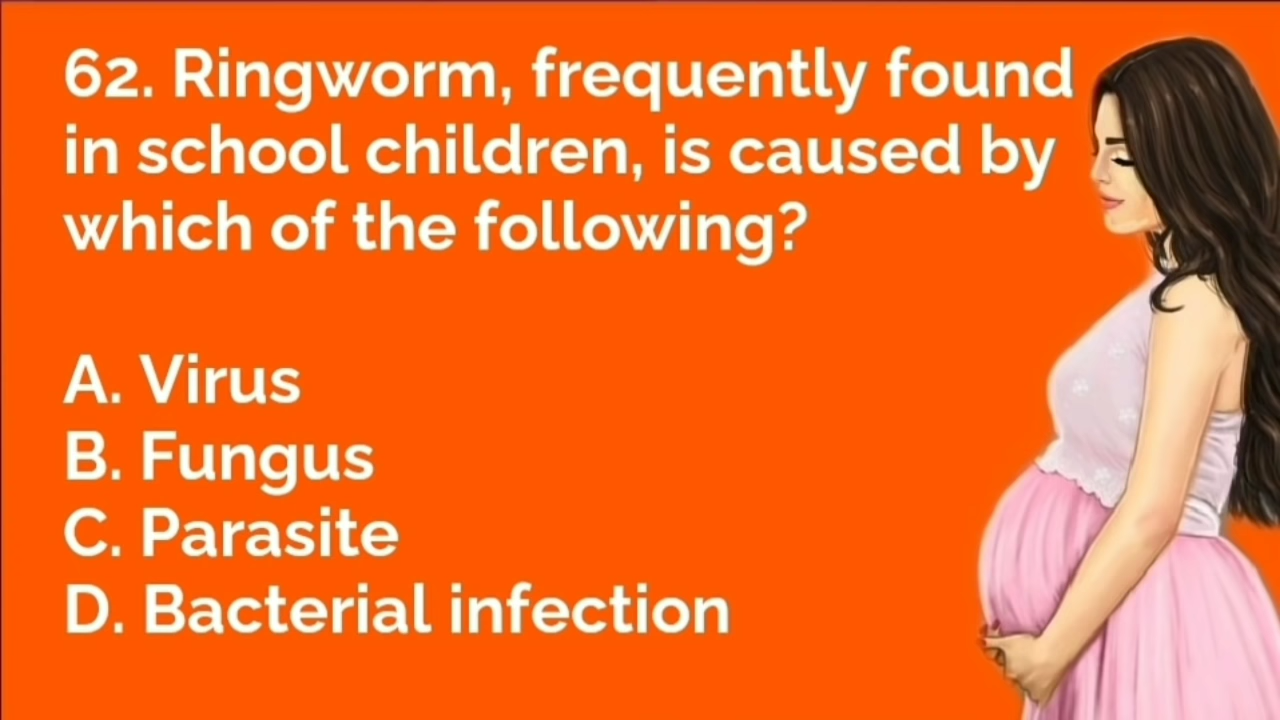 62. Ringworm, frequently found
in school children, is caused by
which of the following?
A. Virus
B. Fungus
C. Parasite
D. Bacterial infection